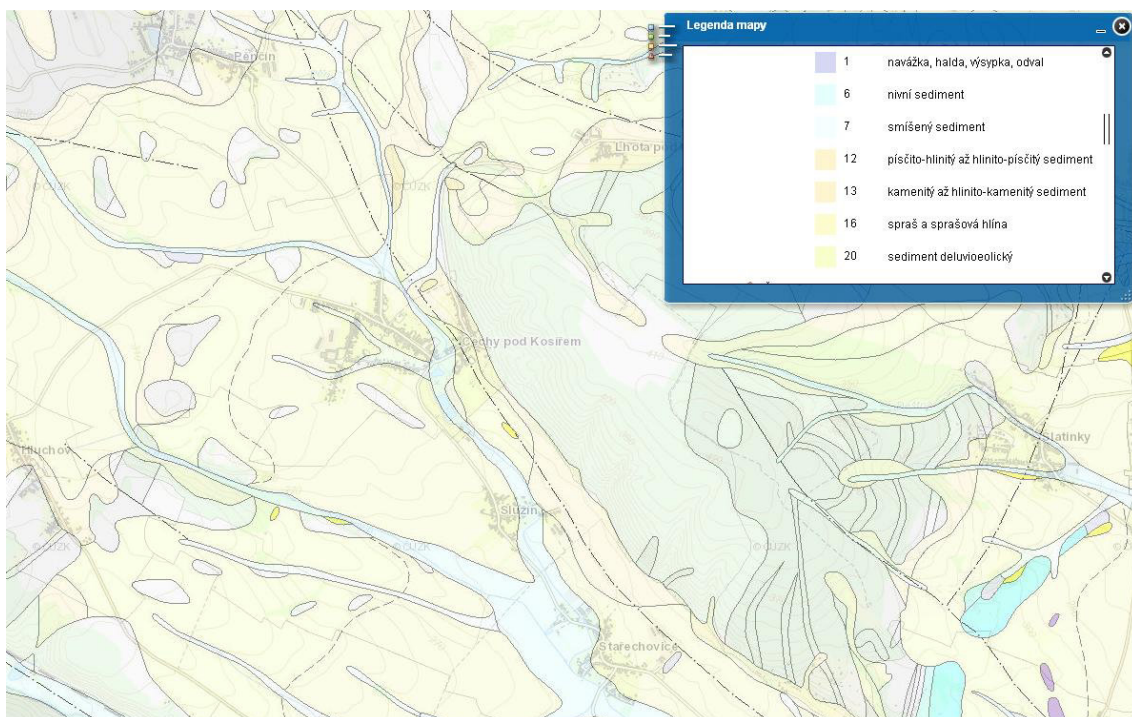 Legenda mapy
1 navážka, halda, výsypka, odval
6 nivní sediment
7 smíšený sediment
12 písčito-hlinitý až hlinito-písčitý sediment
13 kamenitý až hlinito-kamenitý sediment
16 spraš a sprašová hlína
20 sediment deluvioeolický
Pěnčín
Lhota pod
© ČÚZK
Čechy pod Kosířem
Slatinky
Hluchov
Služín
© ČÚZK
© ČÚZK
© ČÚZK
Stařechovice